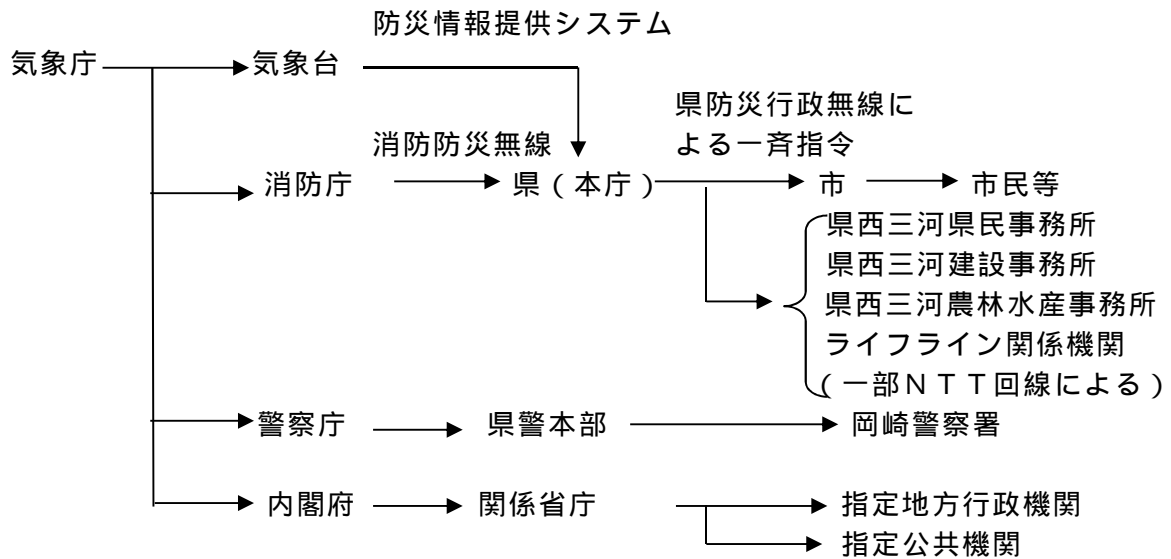 防災情報提供システム
気象庁
気象台
県防災行政無線に
よる一斉指令
消防防災無線
消防庁
県(本庁)
市
市民等
県西三河県民事務所
県西三河建設事務所
県西三河農林水産事務所
ライフライン関係機関
(一部NTT回線による)
警察庁
県警本部
岡崎警察署
内閣府
関係省庁
指定地方行政機関
指定公共機関